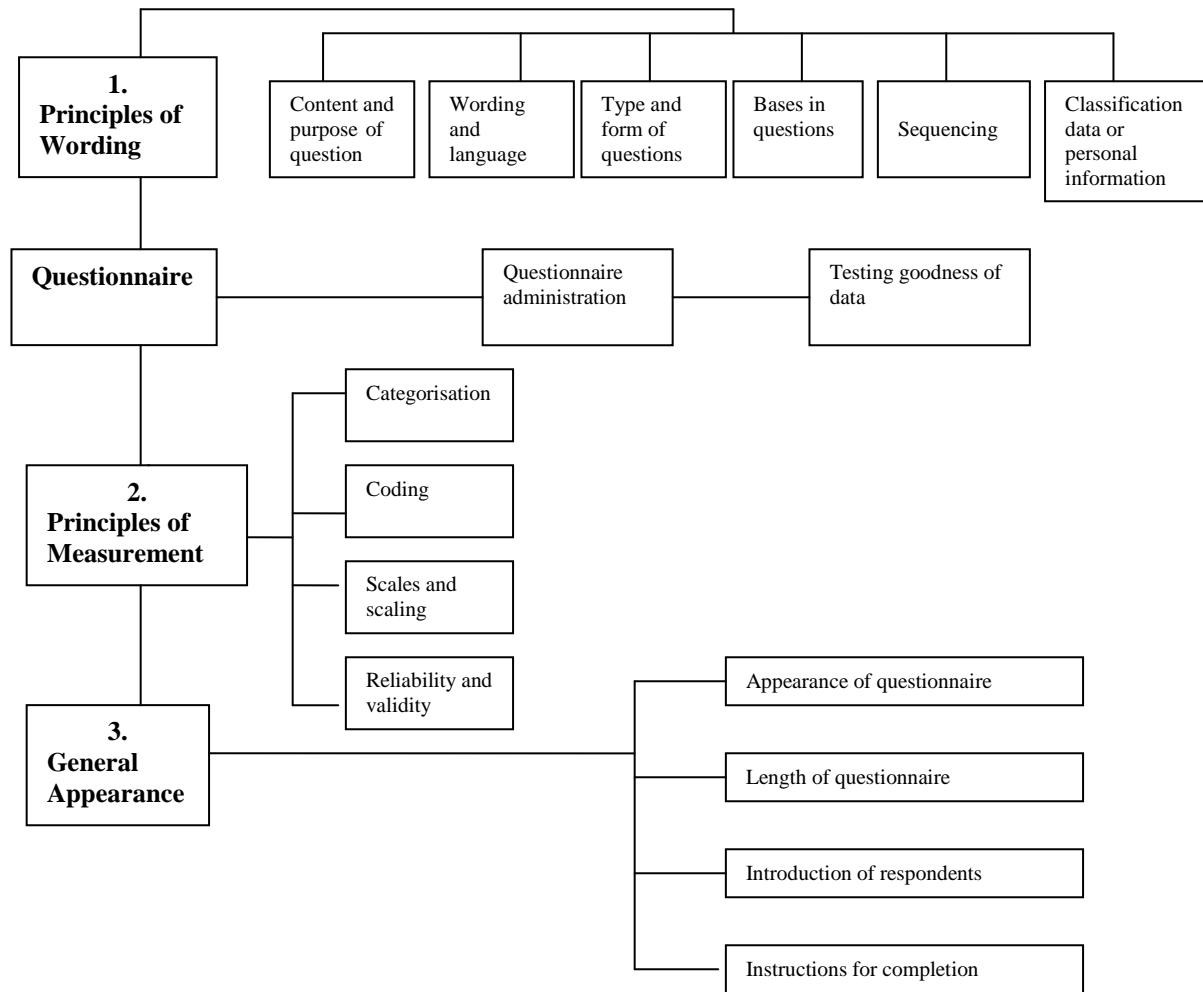 1.
Principles of
Wording
Content and
purpose of
question
Wording
and
language
Type and
form of
questions
Bases in
questions
Sequencing
Classification
data or
personal
information
Questionnaire
Questionnaire
administration
Testing goodness of
data
Categorisation
Coding
Scales and
scaling
Reliability and
validity
2.
Principles of
Measurement
3.
General
Appearance
Appearance of questionnaire
Length of questionnaire
Introduction of respondents
Instructions for completion